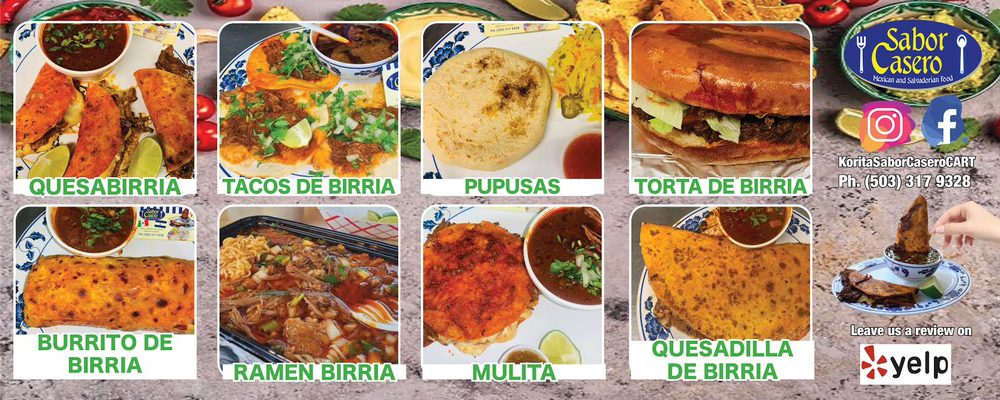 QUESABIRRIA
TACOS DE BIRRIA
PUPUSAS
TORTA DE BIRRIA
Sabor
Casero
Mexican and Salvadorian Food
KoritaSaborCaseroCART
Ph. (503) 317 9328
BURRITO DE
BIRRIA
RAMEN BIRRIA
MULITA
QUESADILLA
DE BIRRIA
Leave us a review on
yelp